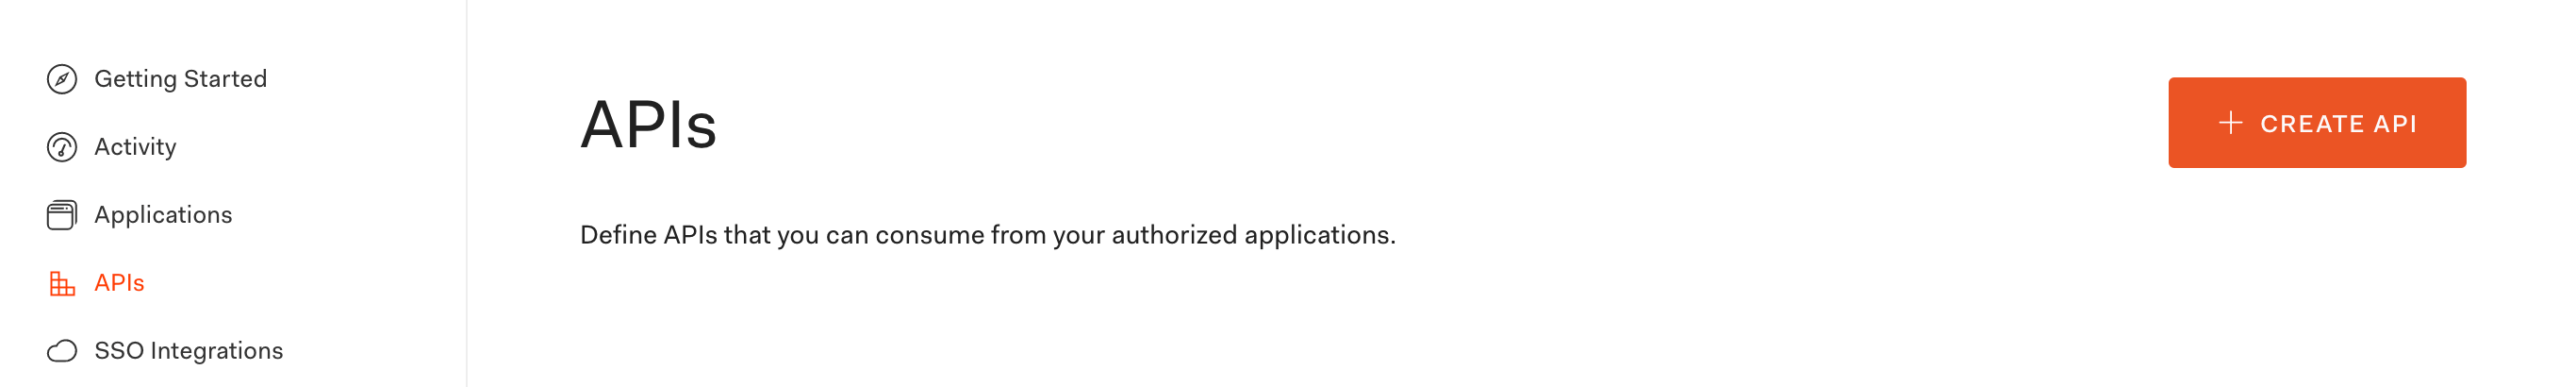 Getting Started
Activity
Applications
APIs
SSO Integrations
APIs
+ CREATE API
Define APIs that you can consume from your authorized applications.